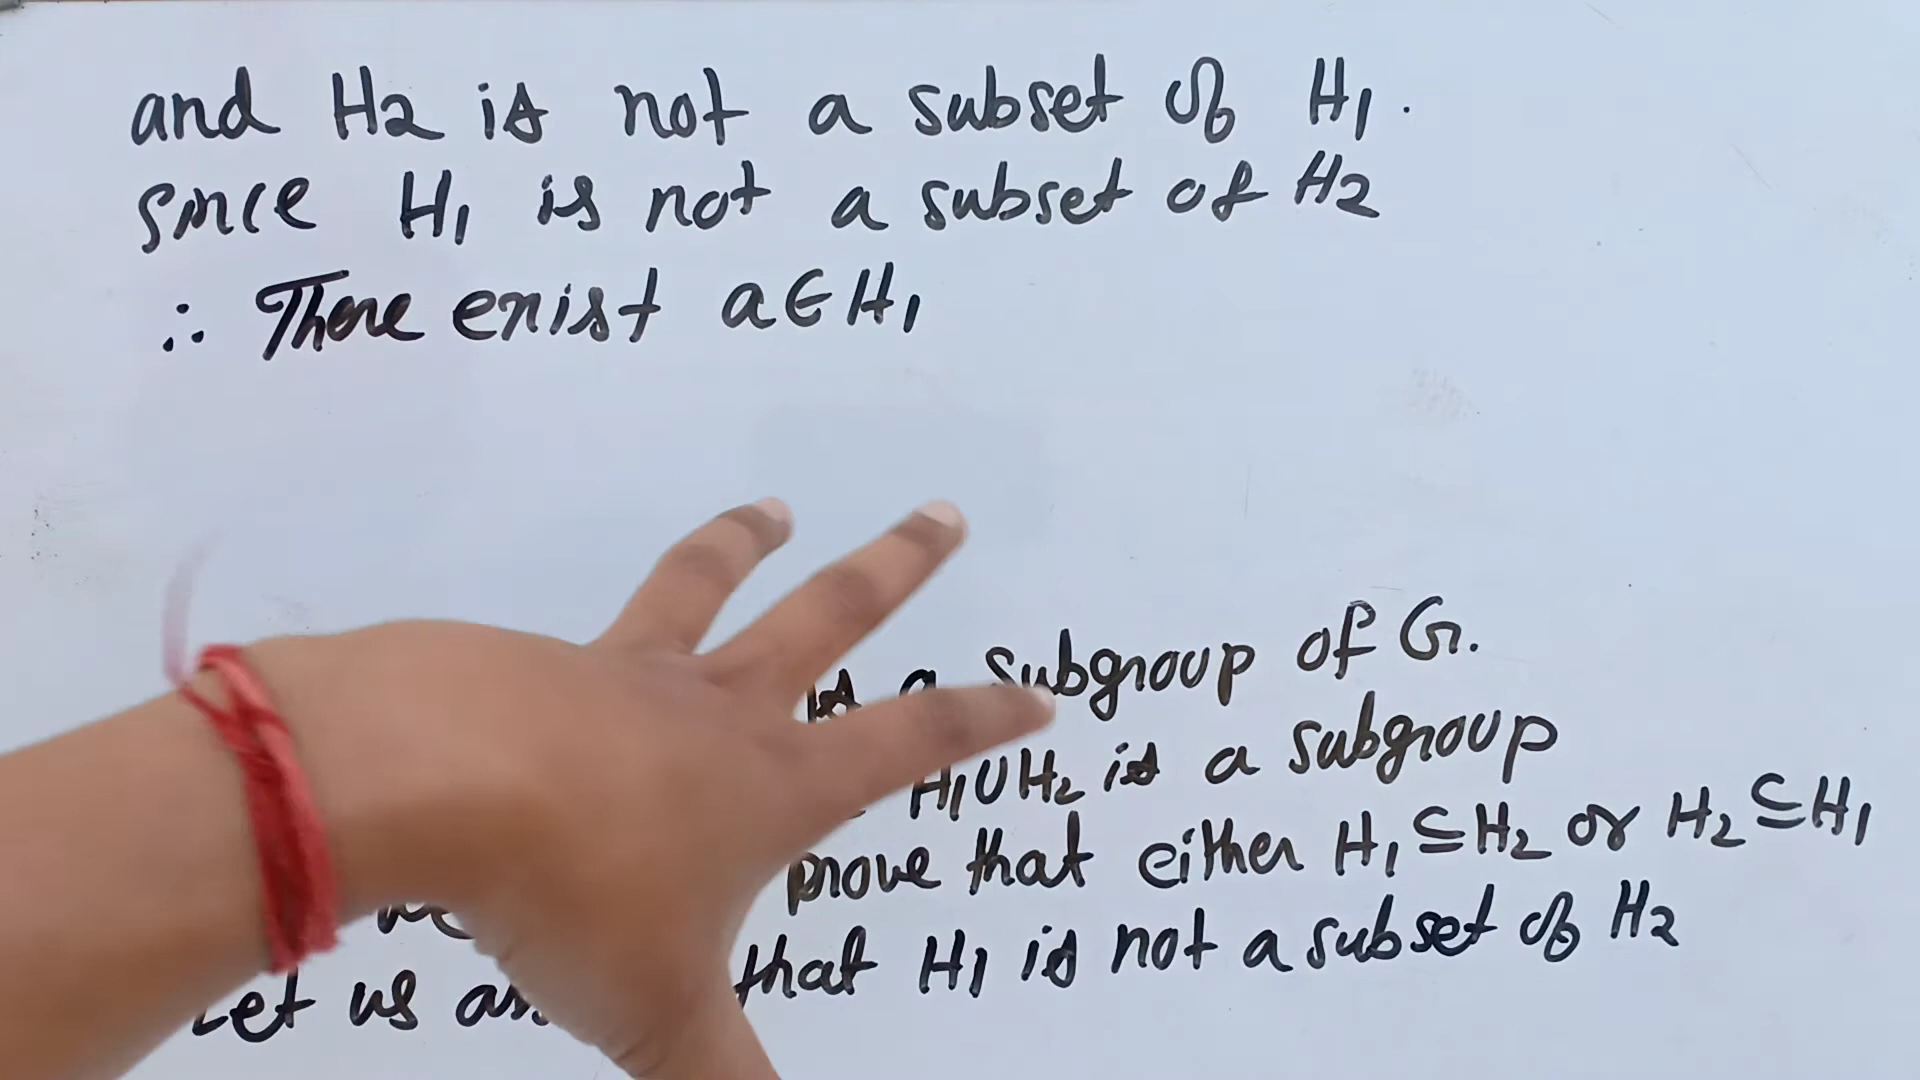 and H2 is not a subset of H1.
since H1 is not a subset of H2
∴ There exist a∈H1
is a subgroup of G.
H1∪H2 is a subgroup
prove that either H1⊆H2 or H2⊆H1
Let us that H1 is not a subset of H2